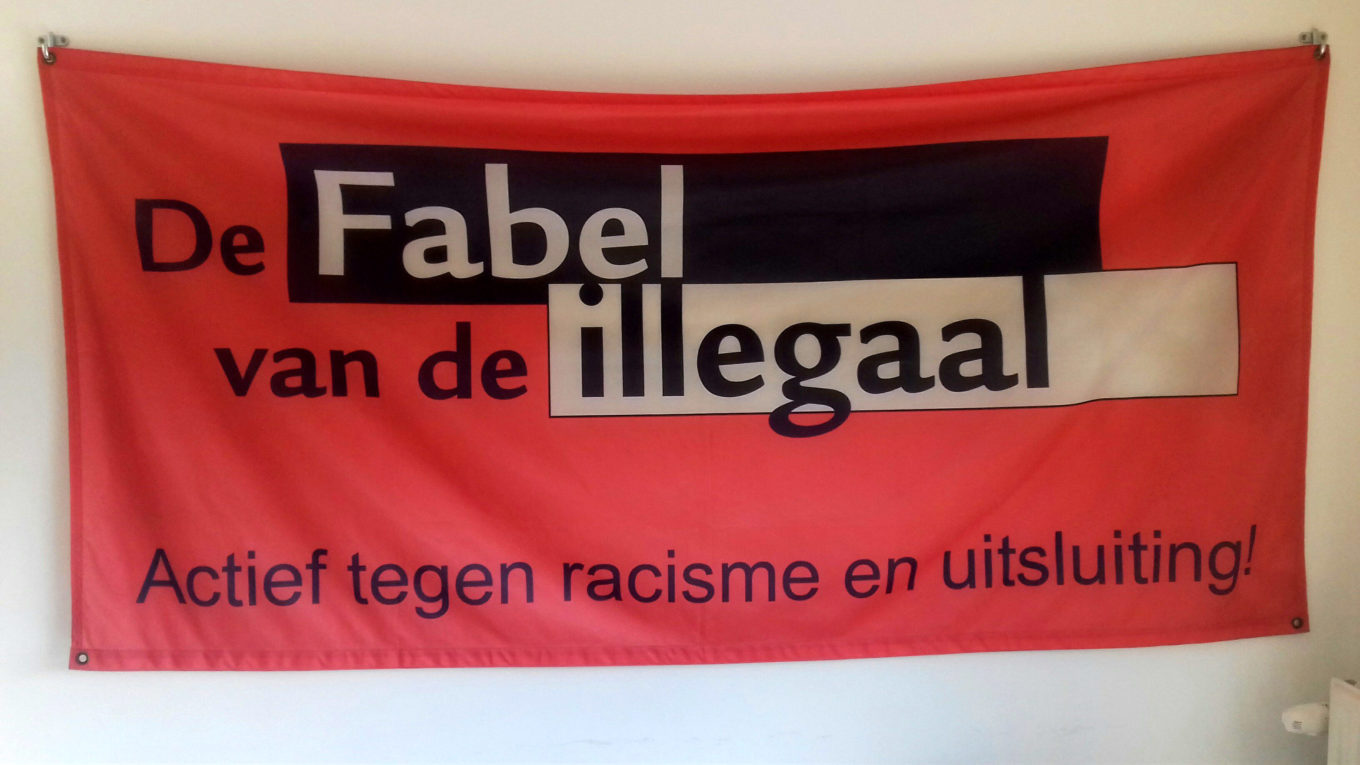 De Fabel
van de illegaal
Actief tegen racisme en uitsluiting!